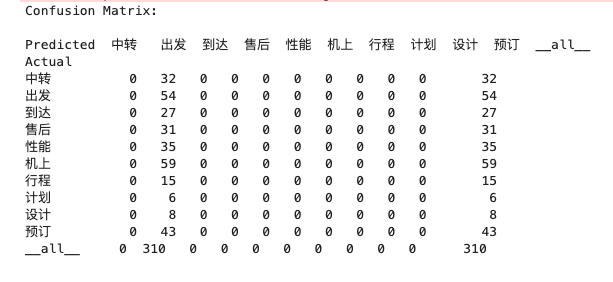 Confusion Matrix:
Predicted 中转 出发 到达 售后 性能 机上 行程 计划 设计 预订 __all__
Actual
中转 0 32 0 0 0 0 0 0 0 0 32
出发 0 54 0 0 0 0 0 0 0 0 54
到达 0 27 0 0 0 0 0 0 0 0 27
售后 0 31 0 0 0 0 0 0 0 0 31
性能 0 35 0 0 0 0 0 0 0 0 35
机上 0 59 0 0 0 0 0 0 0 0 59
行程 0 15 0 0 0 0 0 0 0 0 15
计划 0 6 0 0 0 0 0 0 0 0 6
设计 0 8 0 0 0 0 0 0 0 0 8
预订 0 43 0 0 0 0 0 0 0 0 43
__all__ 0 310 0 0 0 0 0 0 0 0 310